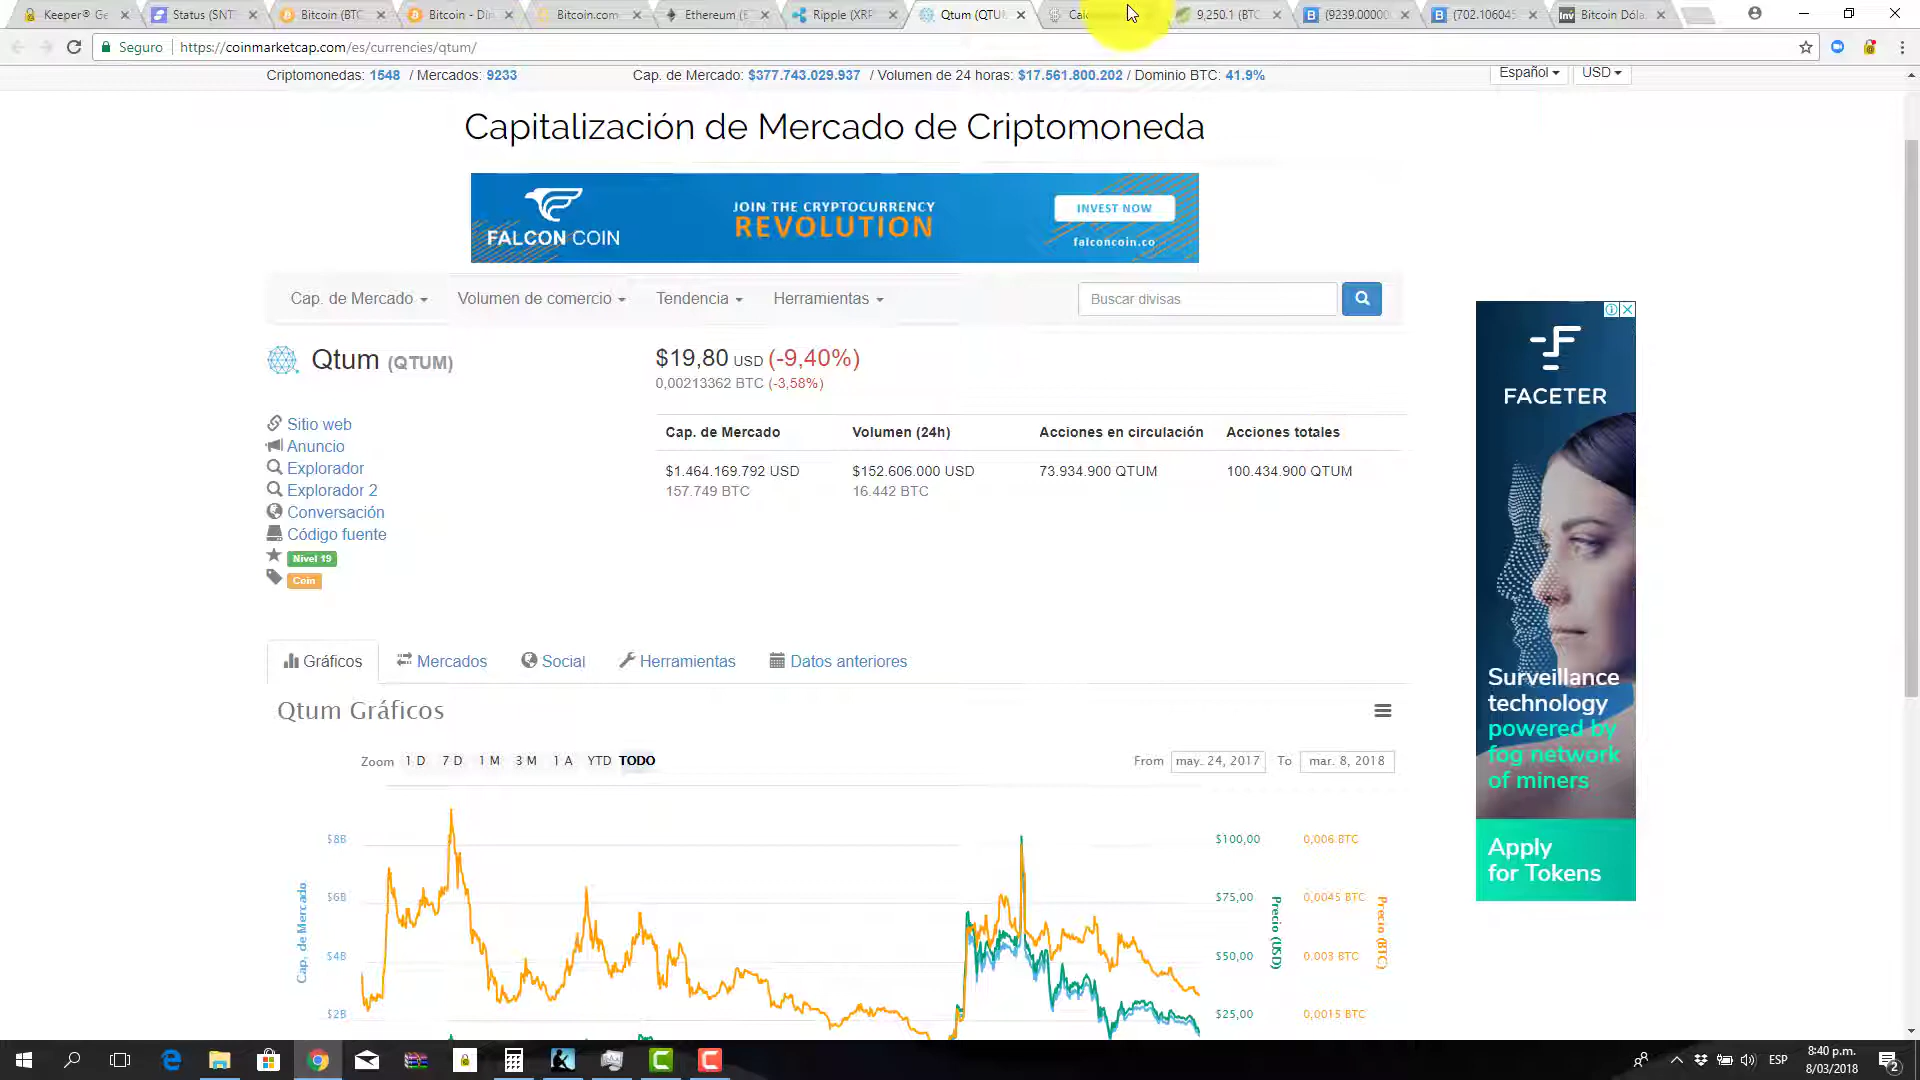 Keeper® Ge
Status (SNT
Bitcoin (BTC
Bitcoin - Di
Bitcoin.com
Ethereum (E
Ripple (XRP
Qtum (QTU
9,250.1 (BTC
(9239.00000
(702.106045
Bitcoin Dóla
Seguro
https://coinmarketcap.com/es/currencies/qtum/
Criptomonedas: 1548 / Mercados: 9233
Cap. de Mercado: $377.743.029.937 / Volumen de 24 horas: $17.561.800.202 / Dominio BTC: 41.9%
Español
USD
Capitalización de Mercado de Criptomoneda
FALCON COIN
JOIN THE CRYPTOCURRENCY
REVOLUTION
INVEST NOW
falconcoin.co
Cap. de Mercado
Volumen de comercio
Tendencia
Herramientas
Buscar divisas
Qtum (QTUM)
$19,80 USD (-9,40%)
0,00213362 BTC (-3,58%)
Sitio web
Anuncio
Explorador
Explorador 2
Conversación
Código fuente
Nivel 19
Coin
Cap. de Mercado
Volumen (24h)
Acciones en circulación
Acciones totales
$1.464.169.792 USD
$152.606.000 USD
73.934.900 QTUM
100.434.900 QTUM
157.749 BTC
16.442 BTC
FACETER
Surveillance
technology
powered by
fog network
of miners
Apply
for Tokens
Gráficos
Mercados
Social
Herramientas
Datos anteriores
Qtum Gráficos
Zoom 1 D 7 D 1 M 3 M 1 A YTD TODO
From may. 24, 2017 To mar. 8, 2018
$8B
$6B
$4B
$2B
Cap. de Mercado
$100,00
$75,00
$50,00
$25,00
Precio (USD)
0,006 BTC
0,0045 BTC
0,003 BTC
0,0015 BTC
Precio (BTC)
ESP
8:40 p.m.
8/03/2018
2